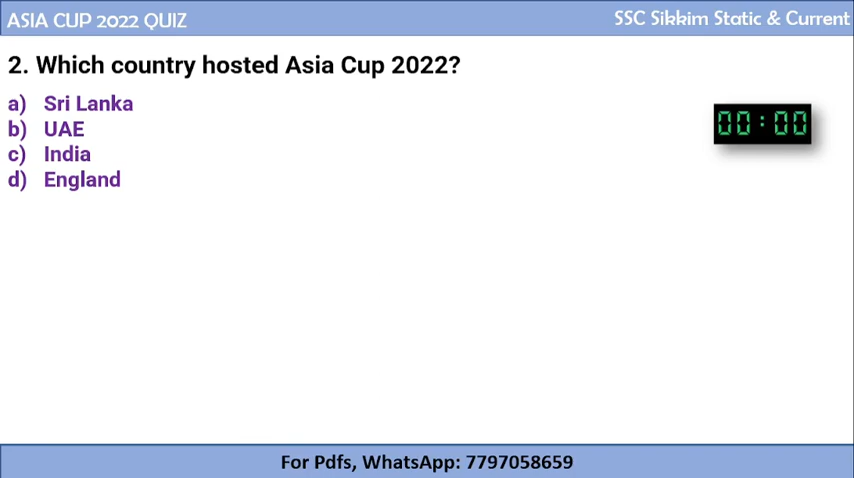 ASIA CUP 2022 QUIZ
SSC Sikkim Static & Current
2. Which country hosted Asia Cup 2022?
a) Sri Lanka
b) UAE
c) India
d) England
00:00
For Pdfs, WhatsApp: 7797058659